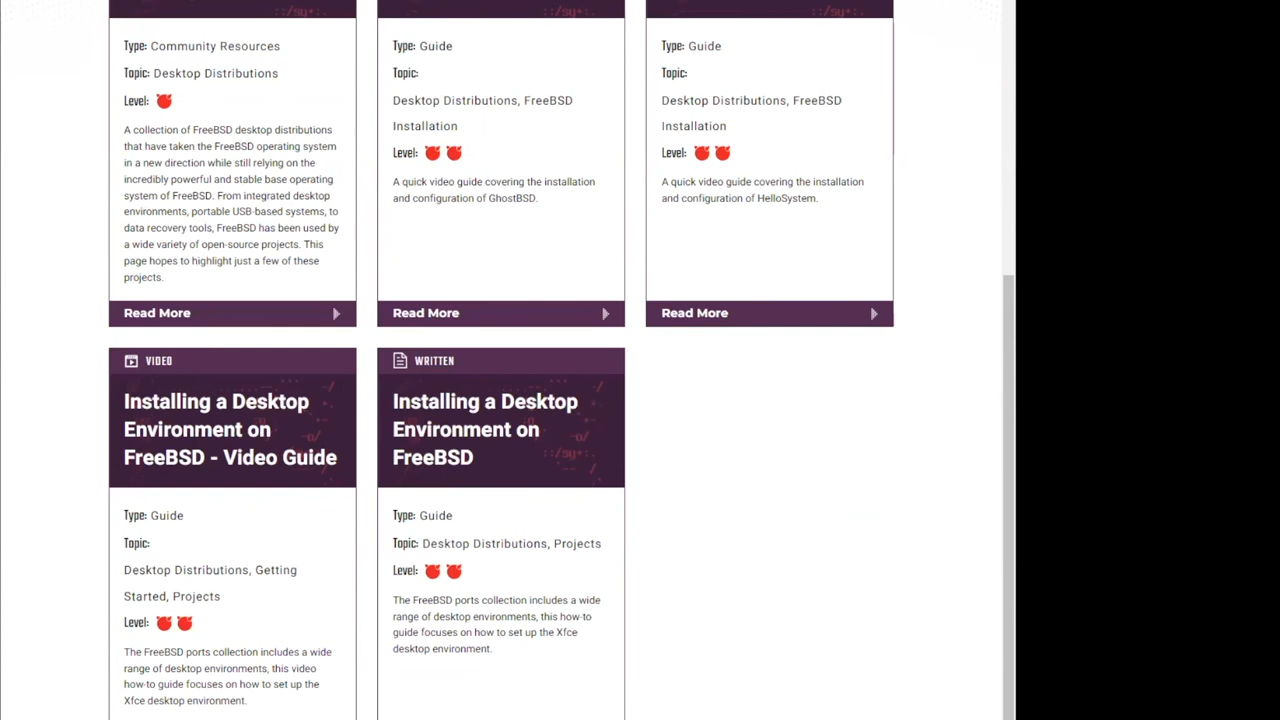 Type: Community Resources
Topic: Desktop Distributions
Level:
A collection of FreeBSD desktop distributions
that have taken the FreeBSD operating system
in a new direction while still relying on the
incredibly powerful and stable base operating
system of FreeBSD. From integrated desktop
environments, portable USB-based systems, to
data recovery tools, FreeBSD has been used by
a wide variety of open-source projects. This
page hopes to highlight just a few of these
projects.
Read More
Type: Guide
Topic:
Desktop Distributions, FreeBSD
Installation
Level:
A quick video guide covering the installation
and configuration of GhostBSD.
Read More
Type: Guide
Topic:
Desktop Distributions, FreeBSD
Installation
Level:
A quick video guide covering the installation
and configuration of HelloSystem.
Read More
VIDEO
Installing a Desktop
Environment on
FreeBSD - Video Guide
Type: Guide
Topic:
Desktop Distributions, Getting
Started, Projects
Level:
The FreeBSD ports collection includes a wide
range of desktop environments, this video
how-to guide focuses on how to set up the
Xfce desktop environment.
WRITTEN
Installing a Desktop
Environment on
FreeBSD
Type: Guide
Topic: Desktop Distributions, Projects
Level:
The FreeBSD ports collection includes a wide
range of desktop environments, this how-to
guide focuses on how to set up the Xfce
desktop environment.